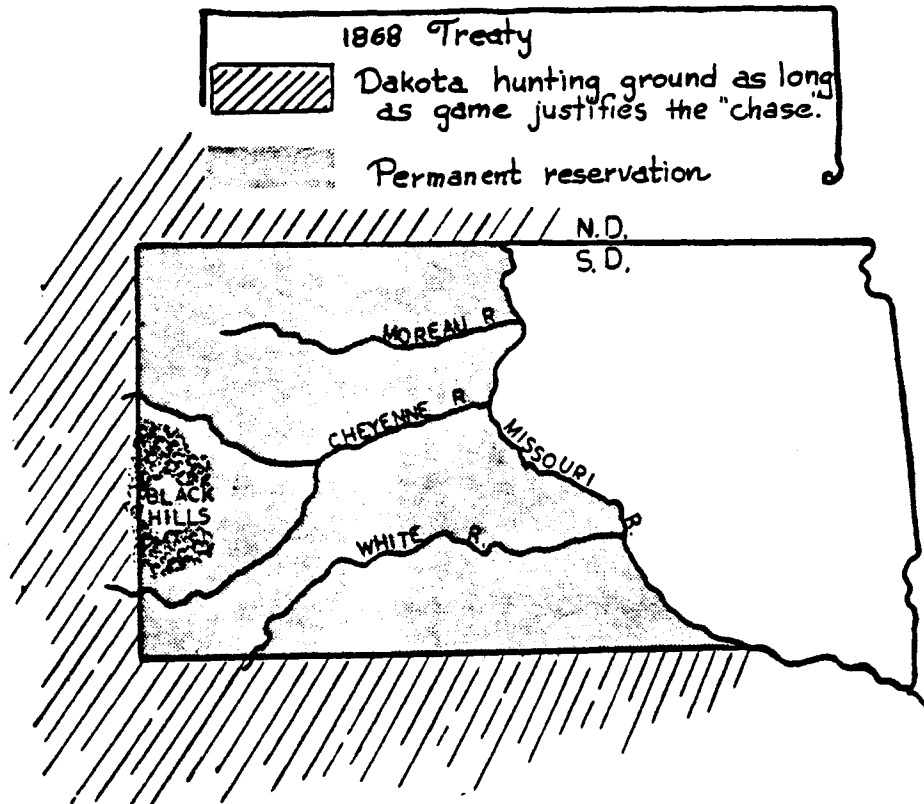 1868 Treaty
Dakota hunting ground as long
as game justifies the "chase".
Permanent reservation
N.D.
S.D.
MOREAU R.
CHEYENNE R.
MISSOURI R.
BLACK
HILLS
WHITE R.